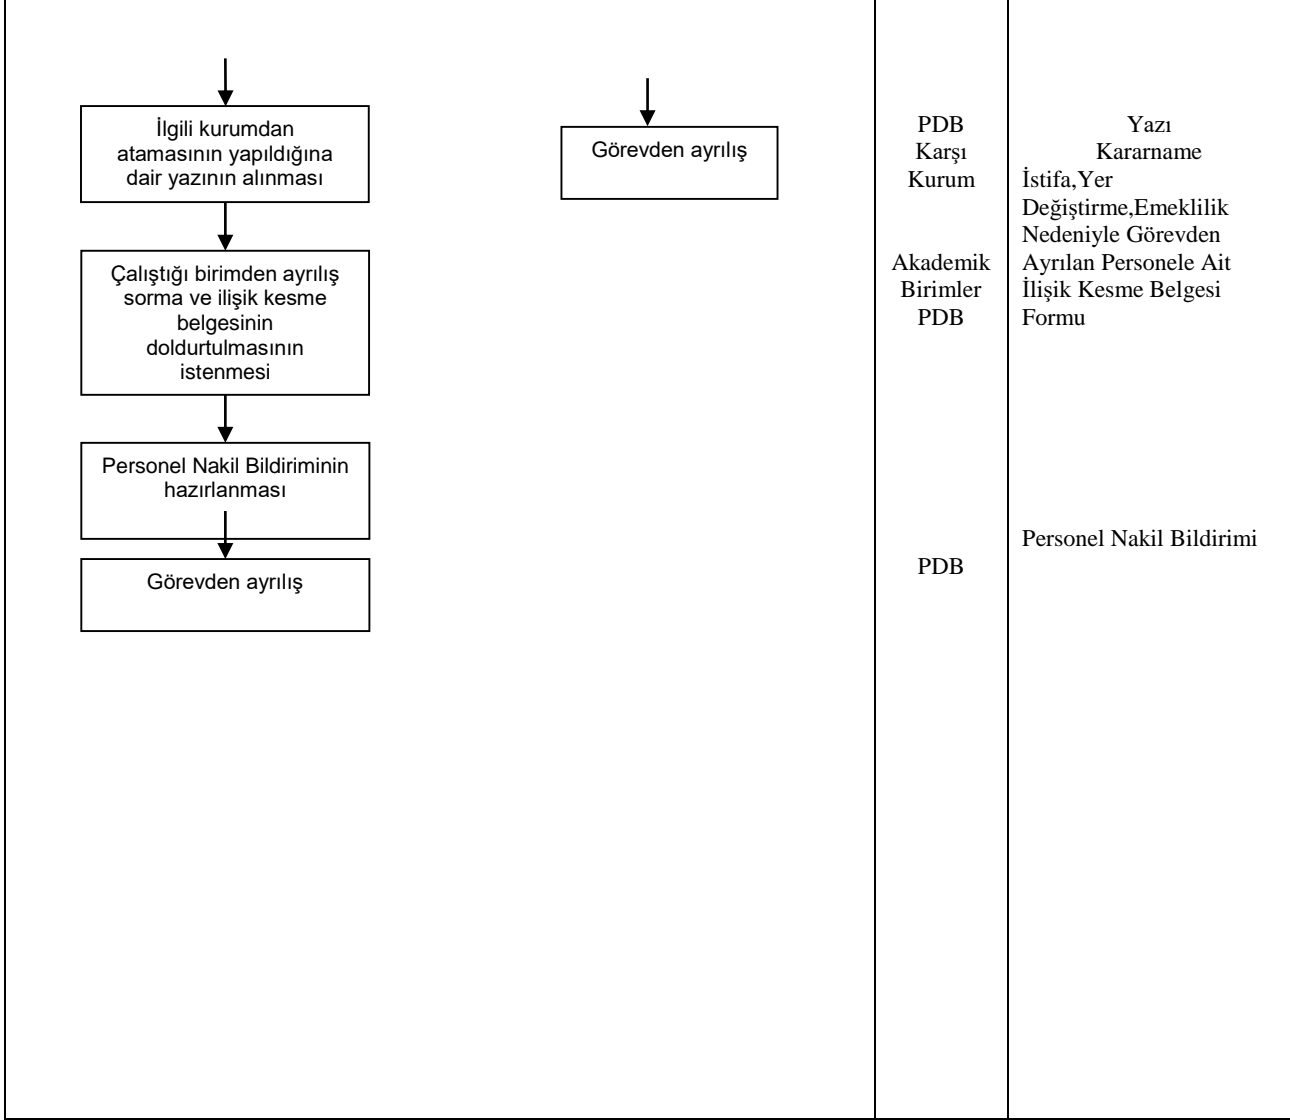 İlgili kurumdan
atamasının yapıldığına
dair yazının alınması
Çalıştığı birimden ayrılış
sorma ve ilişik kesme
belgesinin
doldurtulmasının
istenmesi
Personel Nakil Bildiriminin
hazırlanması
Görevden ayrılış
Görevden ayrılış
PDB
Karşı
Kurum
Akademik
Birimler
PDB
PDB
Yazı
Kararname
İstifa,Yer
Değiştirme,Emeklilik
Nedeniyle Görevden
Ayrılan Personele Ait
İlişik Kesme Belgesi
Formu
Personel Nakil Bildirimi